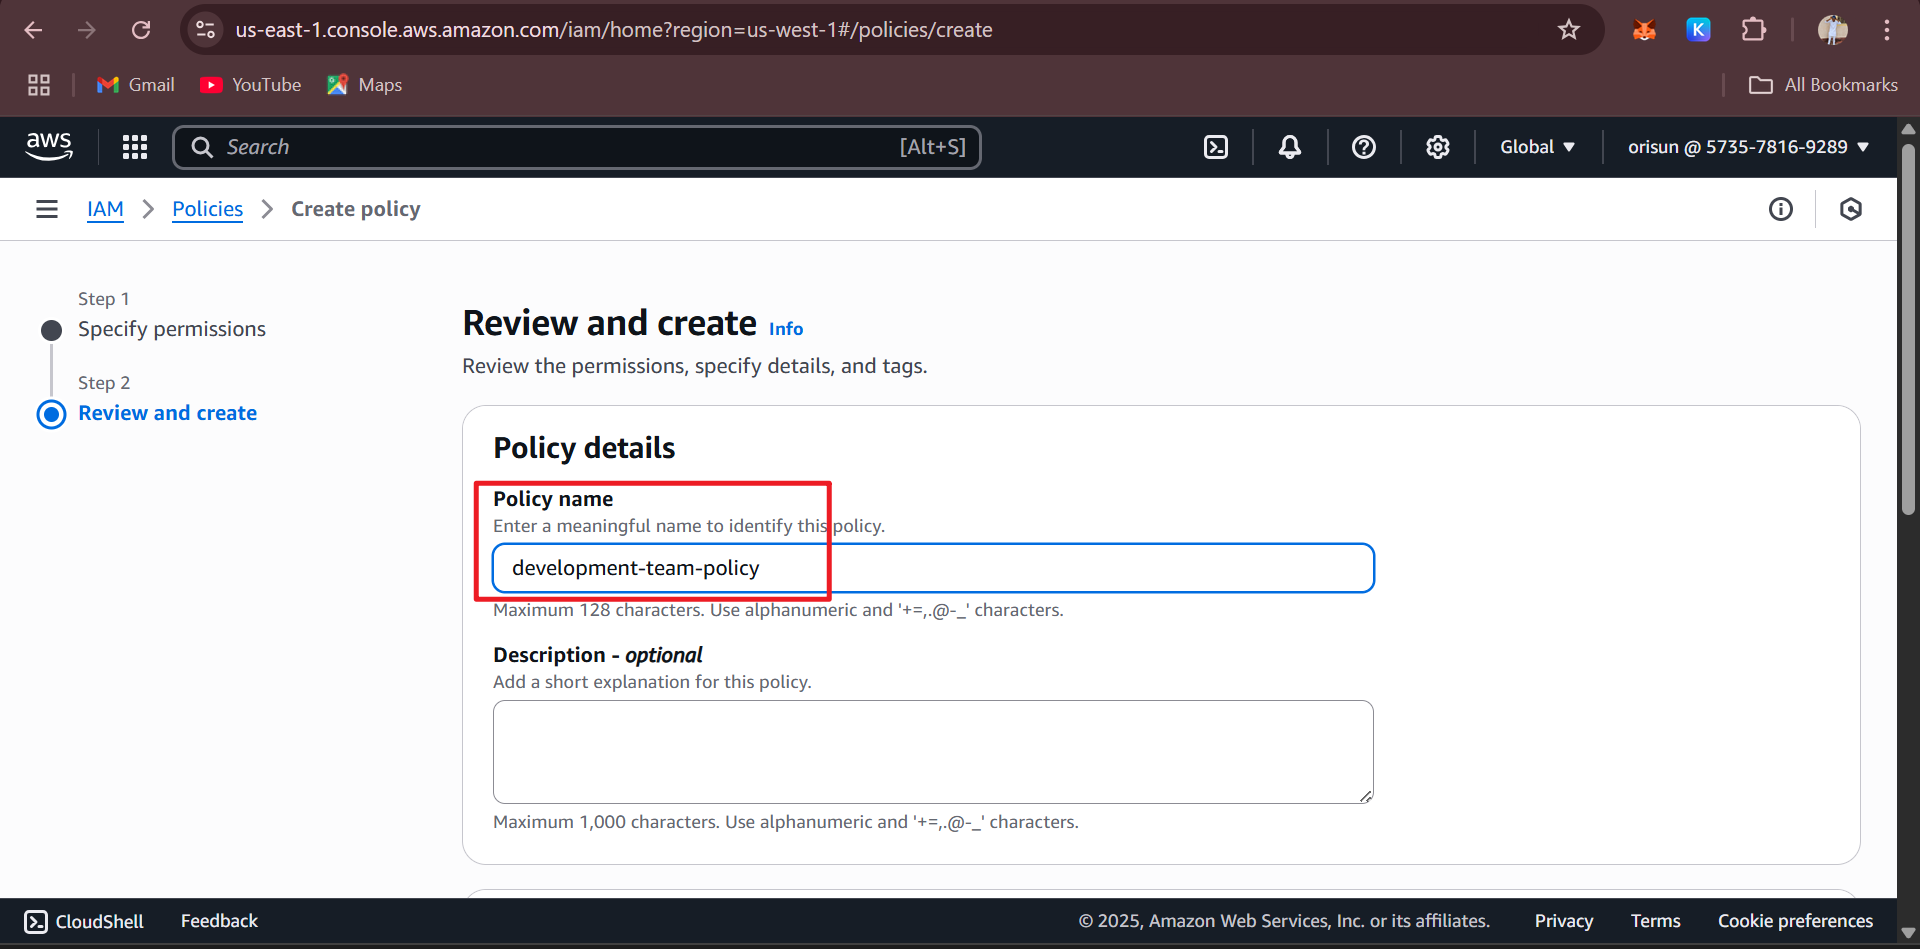 us-east-1.console.aws.amazon.com/iam/home?region=us-west-1#/policies/create
K
Gmail
YouTube
Maps
All Bookmarks
aws
Search
[Alt+S]
Global
orisun @ 5735-7816-9289
IAM
Policies
Create policy
Step 1
Specify permissions
Step 2
Review and create
Review and create Info
Review the permissions, specify details, and tags.
Policy details
Policy name
Enter a meaningful name to identify this policy.
development-team-policy
Maximum 128 characters. Use alphanumeric and '+=,.@-_' characters.
Description - optional
Add a short explanation for this policy.
Maximum 1,000 characters. Use alphanumeric and '+=,.@-_' characters.
CloudShell
Feedback
© 2025, Amazon Web Services, Inc. or its affiliates.
Privacy
Terms
Cookie preferences